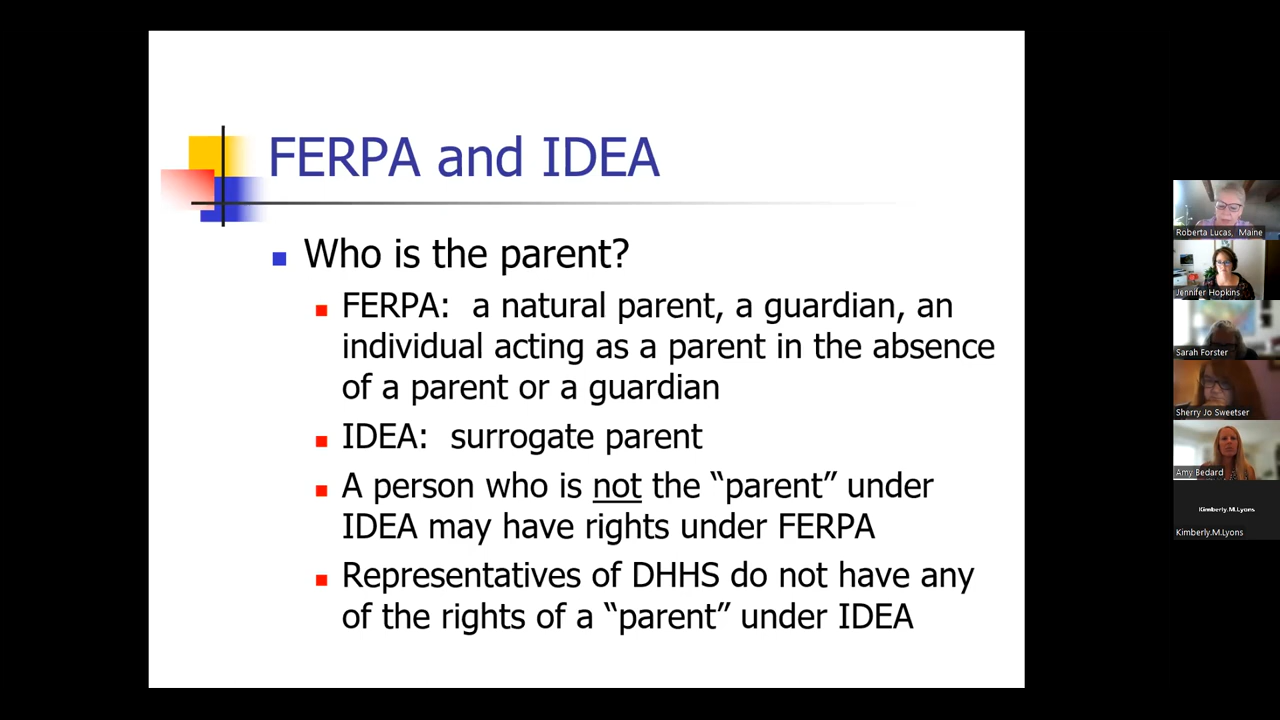 FERPA and IDEA
Who is the parent?
FERPA:  a natural parent, a guardian, an
individual acting as a parent in the absence
of a parent or a guardian
IDEA:  surrogate parent
A person who is not the “parent” under
IDEA may have rights under FERPA
Representatives of DHHS do not have any
of the rights of a “parent” under IDEA
Roberta Lucas, Maine
Jennifer Hopkins
Sarah Forster
Sherry Jo Sweetser
Amy Bedard
Kimberly.M.Lyons
Kimberly.M.Lyons